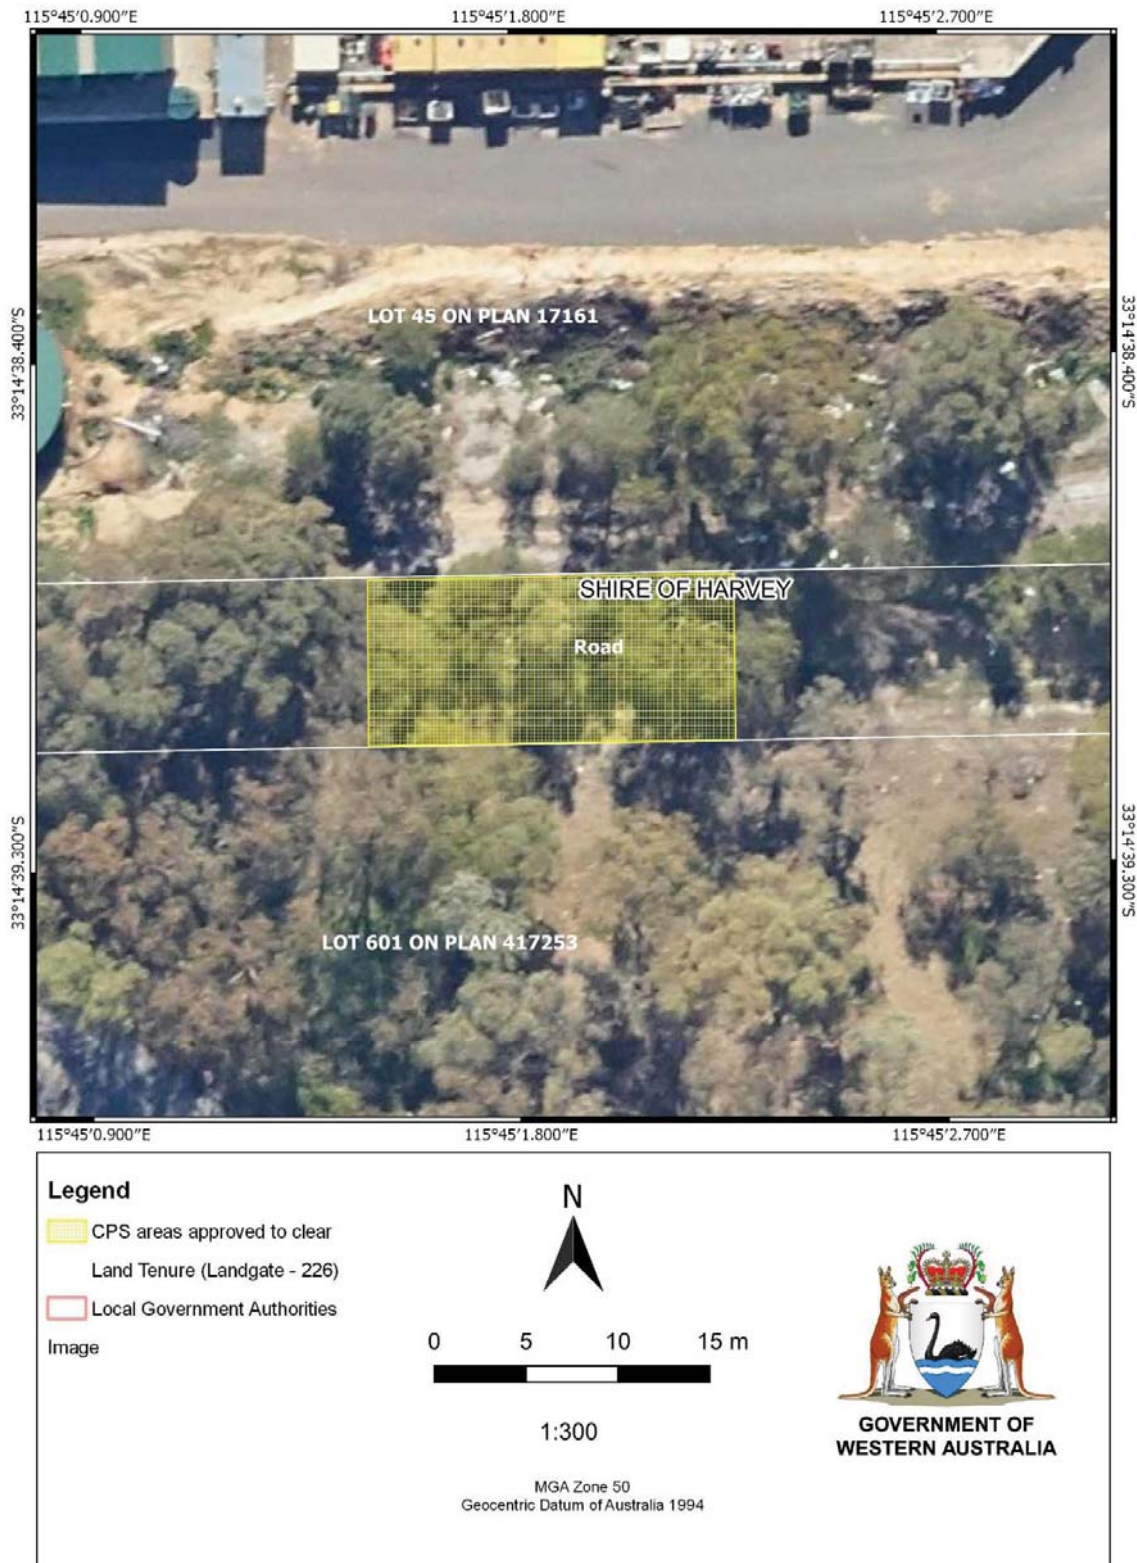 115°45'0.900"E
115°45'1.800"E
115°45'2.700"E
33°14'38.400"S
33°14'38.400"S
LOT 45 ON PLAN 17161
SHIRE OF HARVEY
Road
33°14'39.300"S
33°14'39.300"S
LOT 601 ON PLAN 417253
115°45'0.900"E
115°45'1.800"E
115°45'2.700"E
Legend
CPS areas approved to clear
Land Tenure (Landgate - 226)
Local Government Authorities
Image
N
0 5 10 15 m
1:300
MGA Zone 50
Geocentric Datum of Australia 1994
GOVERNMENT OF
WESTERN AUSTRALIA